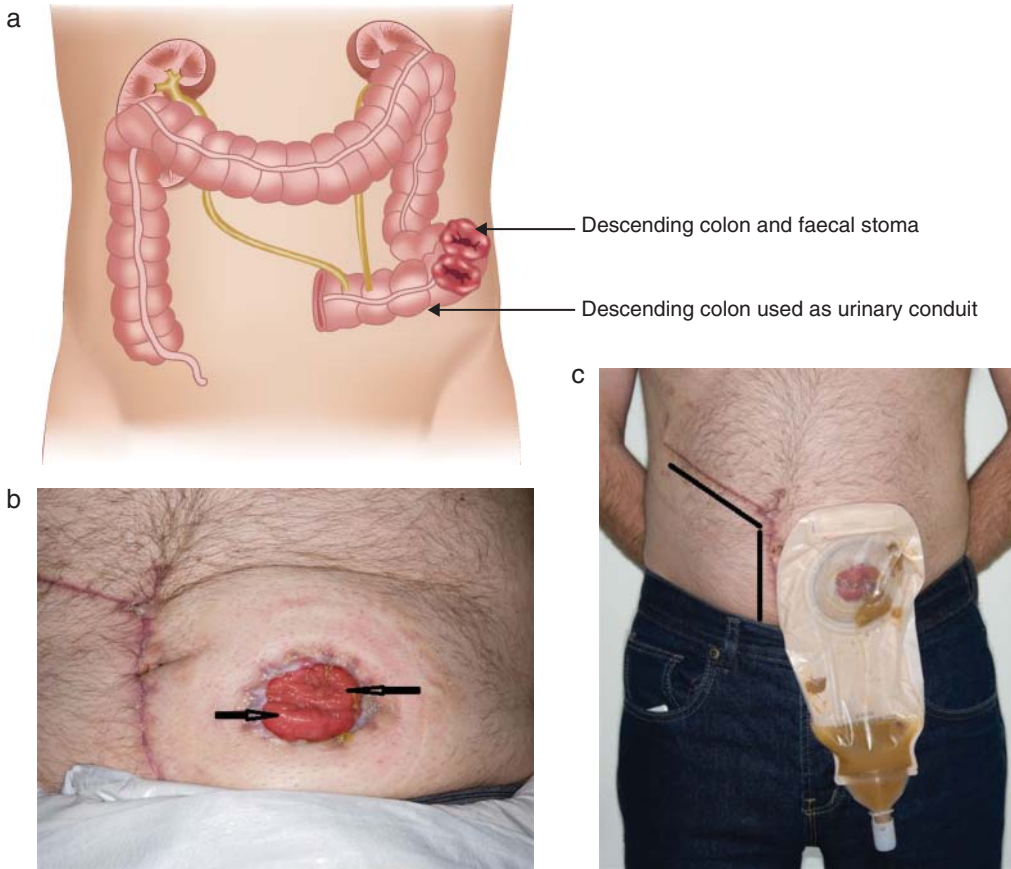 a
Descending colon and faecal stoma
Descending colon used as urinary conduit
c
b